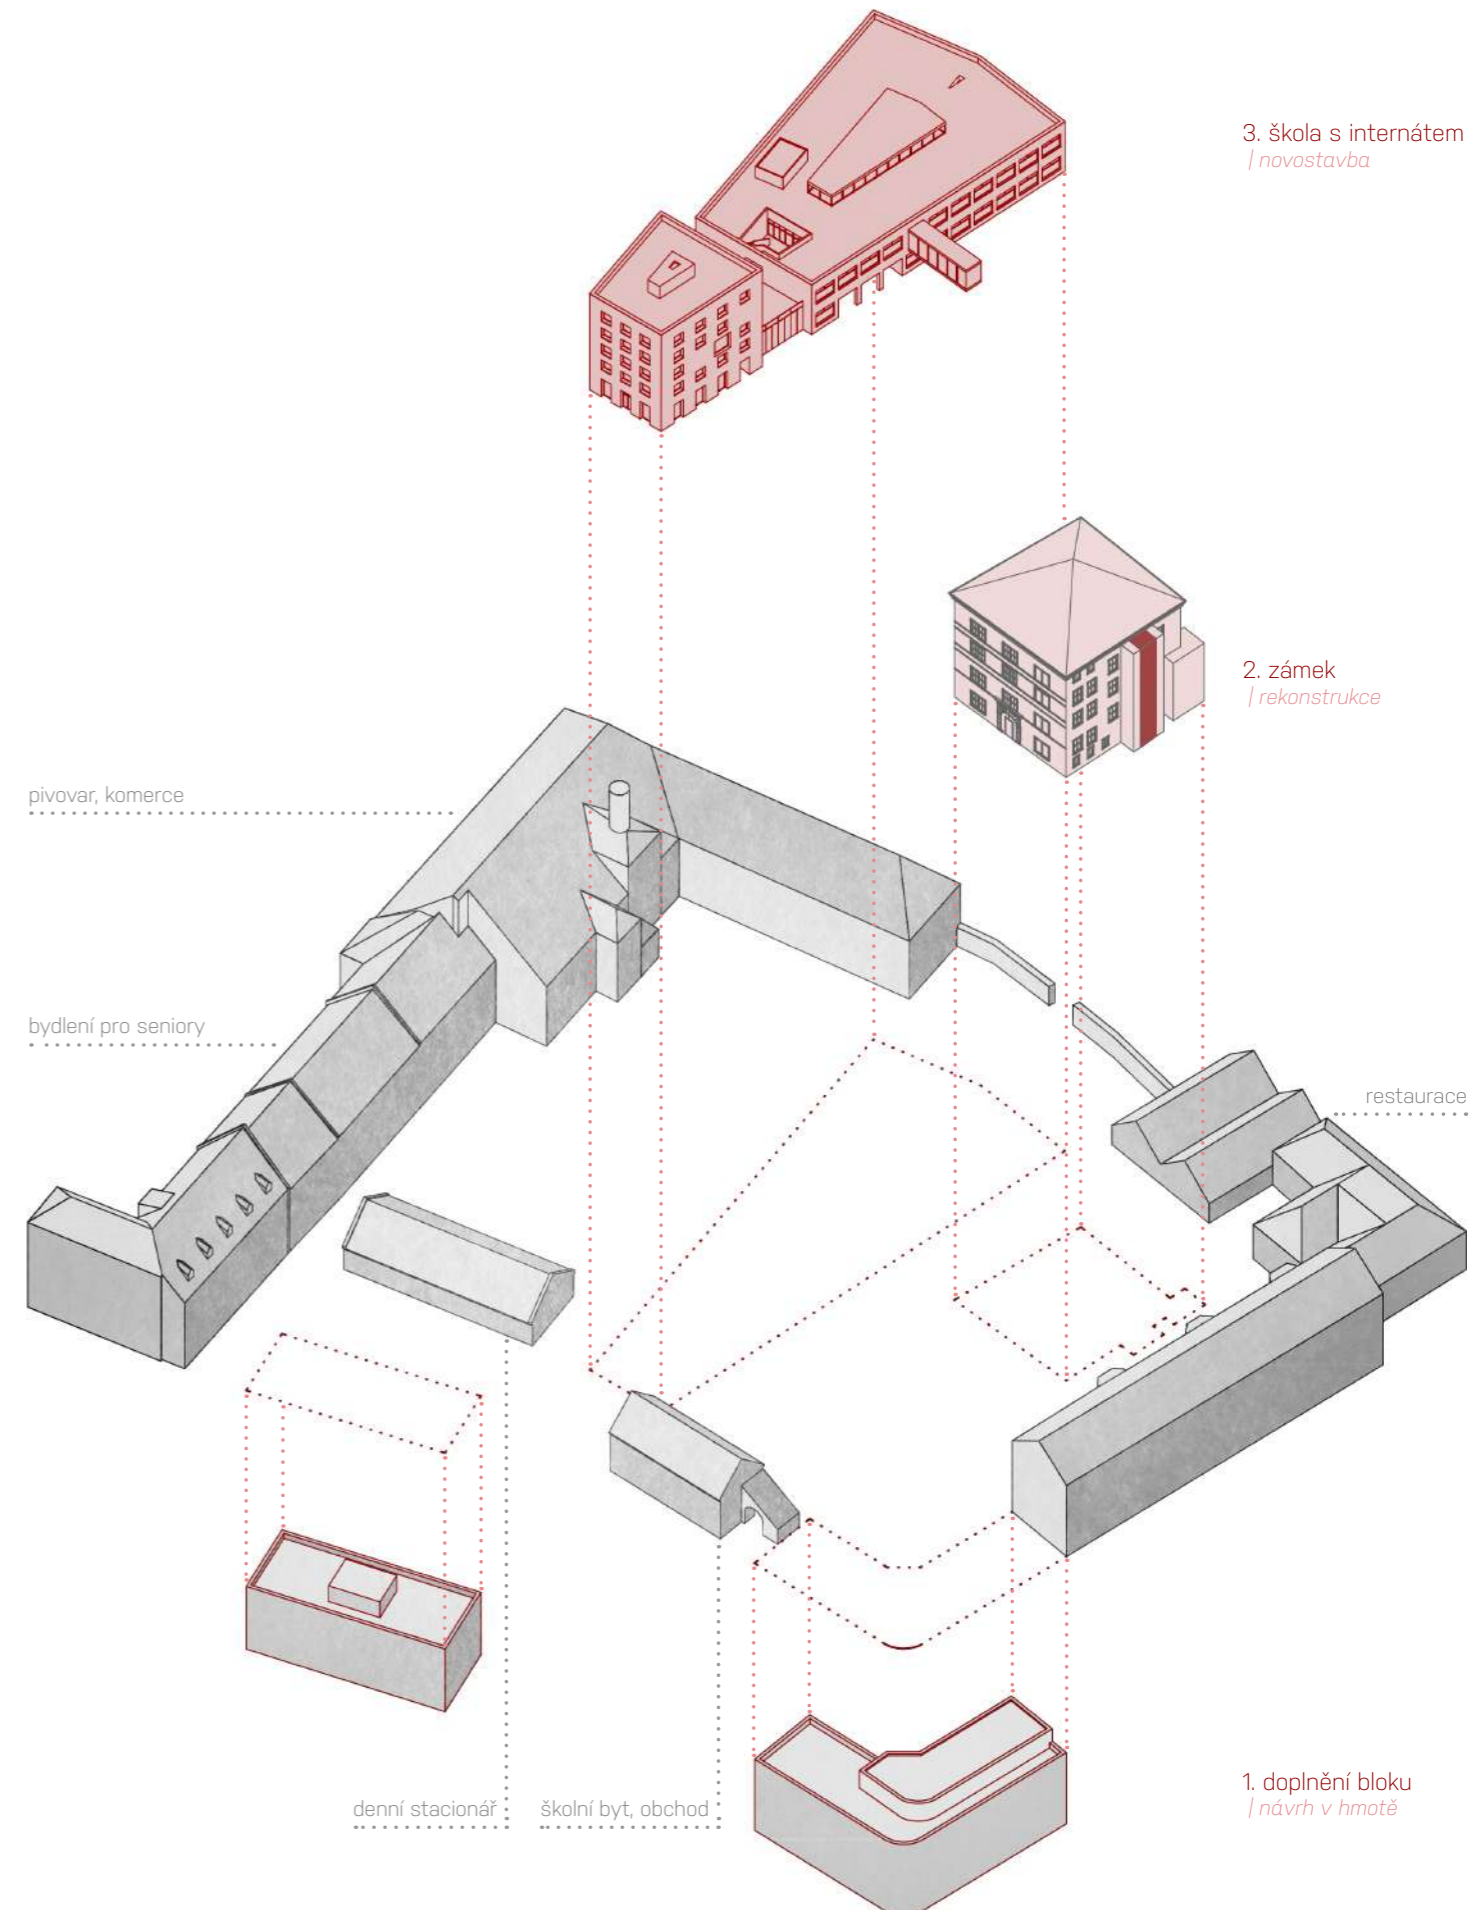 3. škola s internátem
| novostavba
2. zámek
| rekonstrukce
pivovar, komerce
bydlení pro seniory
restaurace
denní stacionář
školní byt, obchod
1. doplnění bloku
| návrh v hmotě